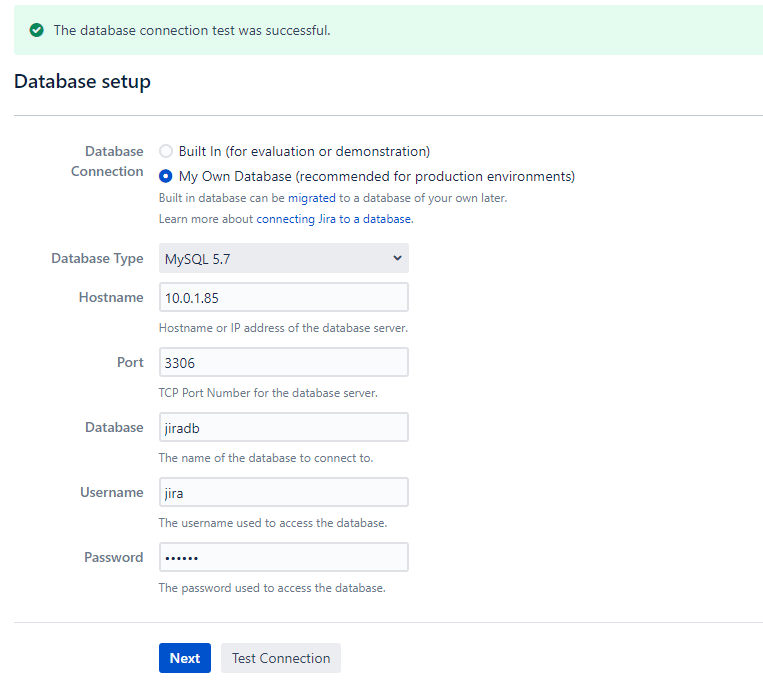 The database connection test was successful.
Database setup
Database Connection
Built In (for evaluation or demonstration)
My Own Database (recommended for production environments)
Built in database can be migrated to a database of your own later.
Learn more about connecting Jira to a database.
Database Type
MySQL 5.7
Hostname
10.0.1.85
Hostname or IP address of the database server.
Port
3306
TCP Port Number for the database server.
Database
jiradb
The name of the database to connect to.
Username
jira
The username used to access the database.
Password
••••••
The password used to access the database.
Next
Test Connection